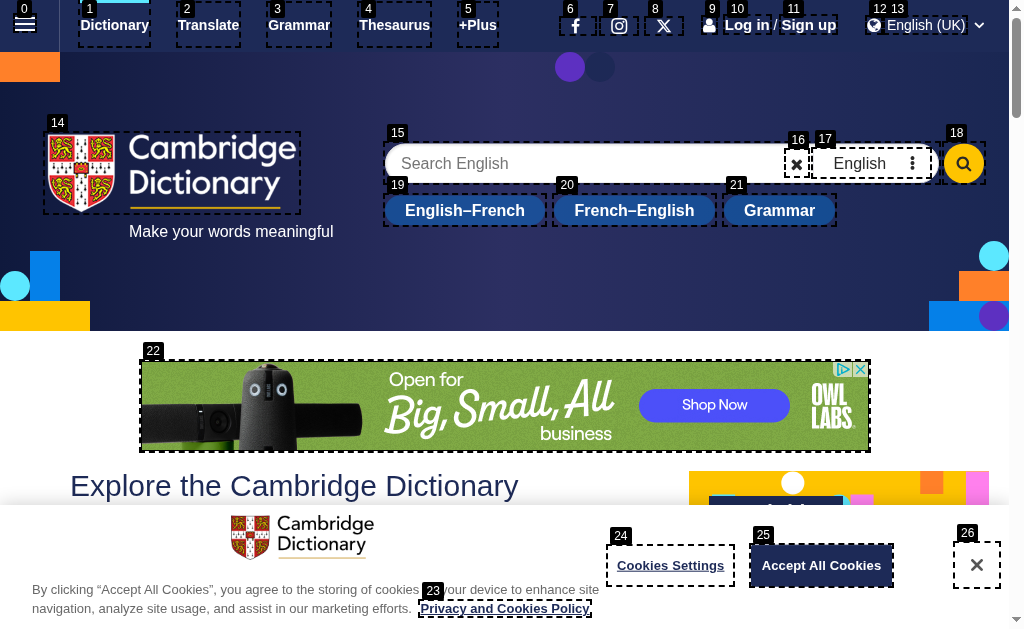 0 1 2 3 4 5 6 7 8 9 10 11 12 13
Dictionary Translate Grammar Thesaurus +Plus Log in / Sign up English (UK)
14
15 16 17 18
Cambridge
Dictionary
Make your words meaningful
Search English English
19 20 21
English–French French–English Grammar
22
Open for
Big, Small, All
business
Shop Now
OWL
LABS
Explore the Cambridge Dictionary
Cambridge
Dictionary
23 24 25 26
By clicking “Accept All Cookies”, you agree to the storing of cookies your device to enhance site
navigation, analyze site usage, and assist in our marketing efforts. Privacy and Cookies Policy
Cookies Settings
Accept All Cookies